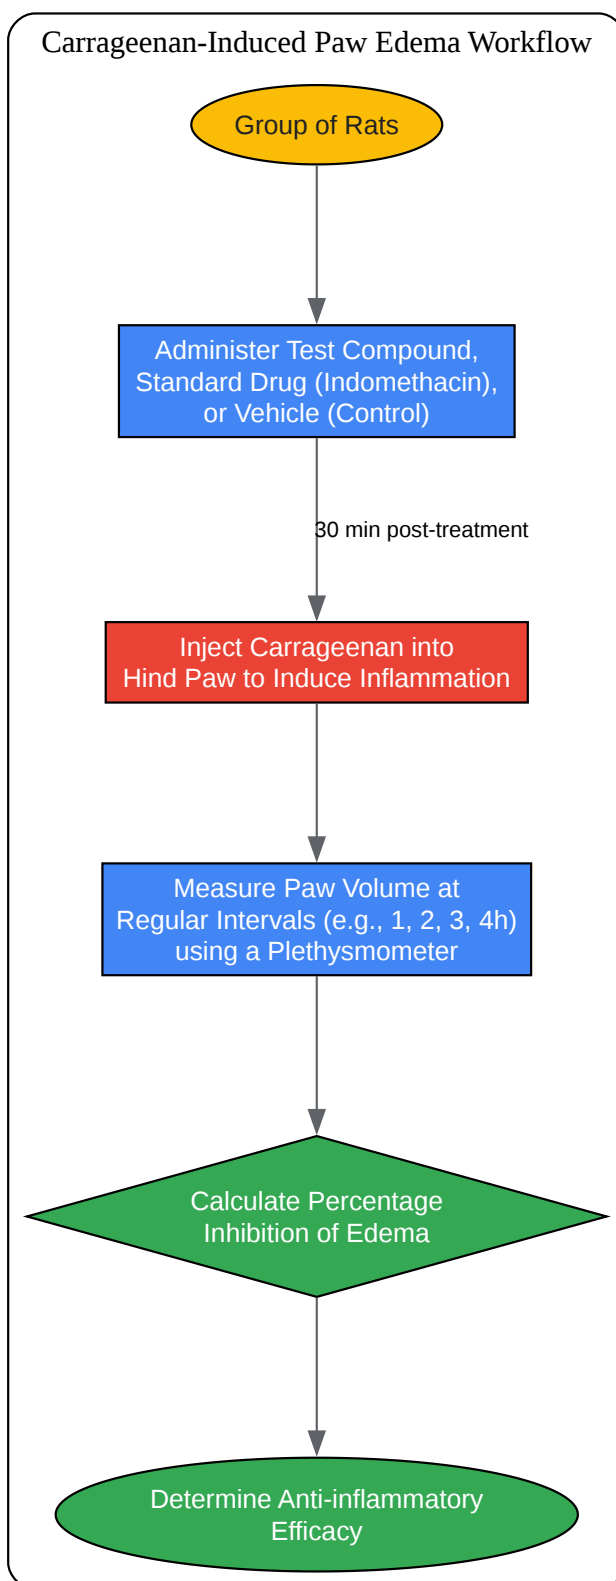 Carrageenan-Induced Paw Edema Workflow
Group of Rats
Administer Test Compound,
Standard Drug (Indomethacin),
or Vehicle (Control)
30 min post-treatment
Inject Carrageenan into
Hind Paw to Induce Inflammation
Measure Paw Volume at
Regular Intervals (e.g., 1, 2, 3, 4h)
using a Plethysmometer
Calculate Percentage
Inhibition of Edema
Determine Anti-inflammatory
Efficacy